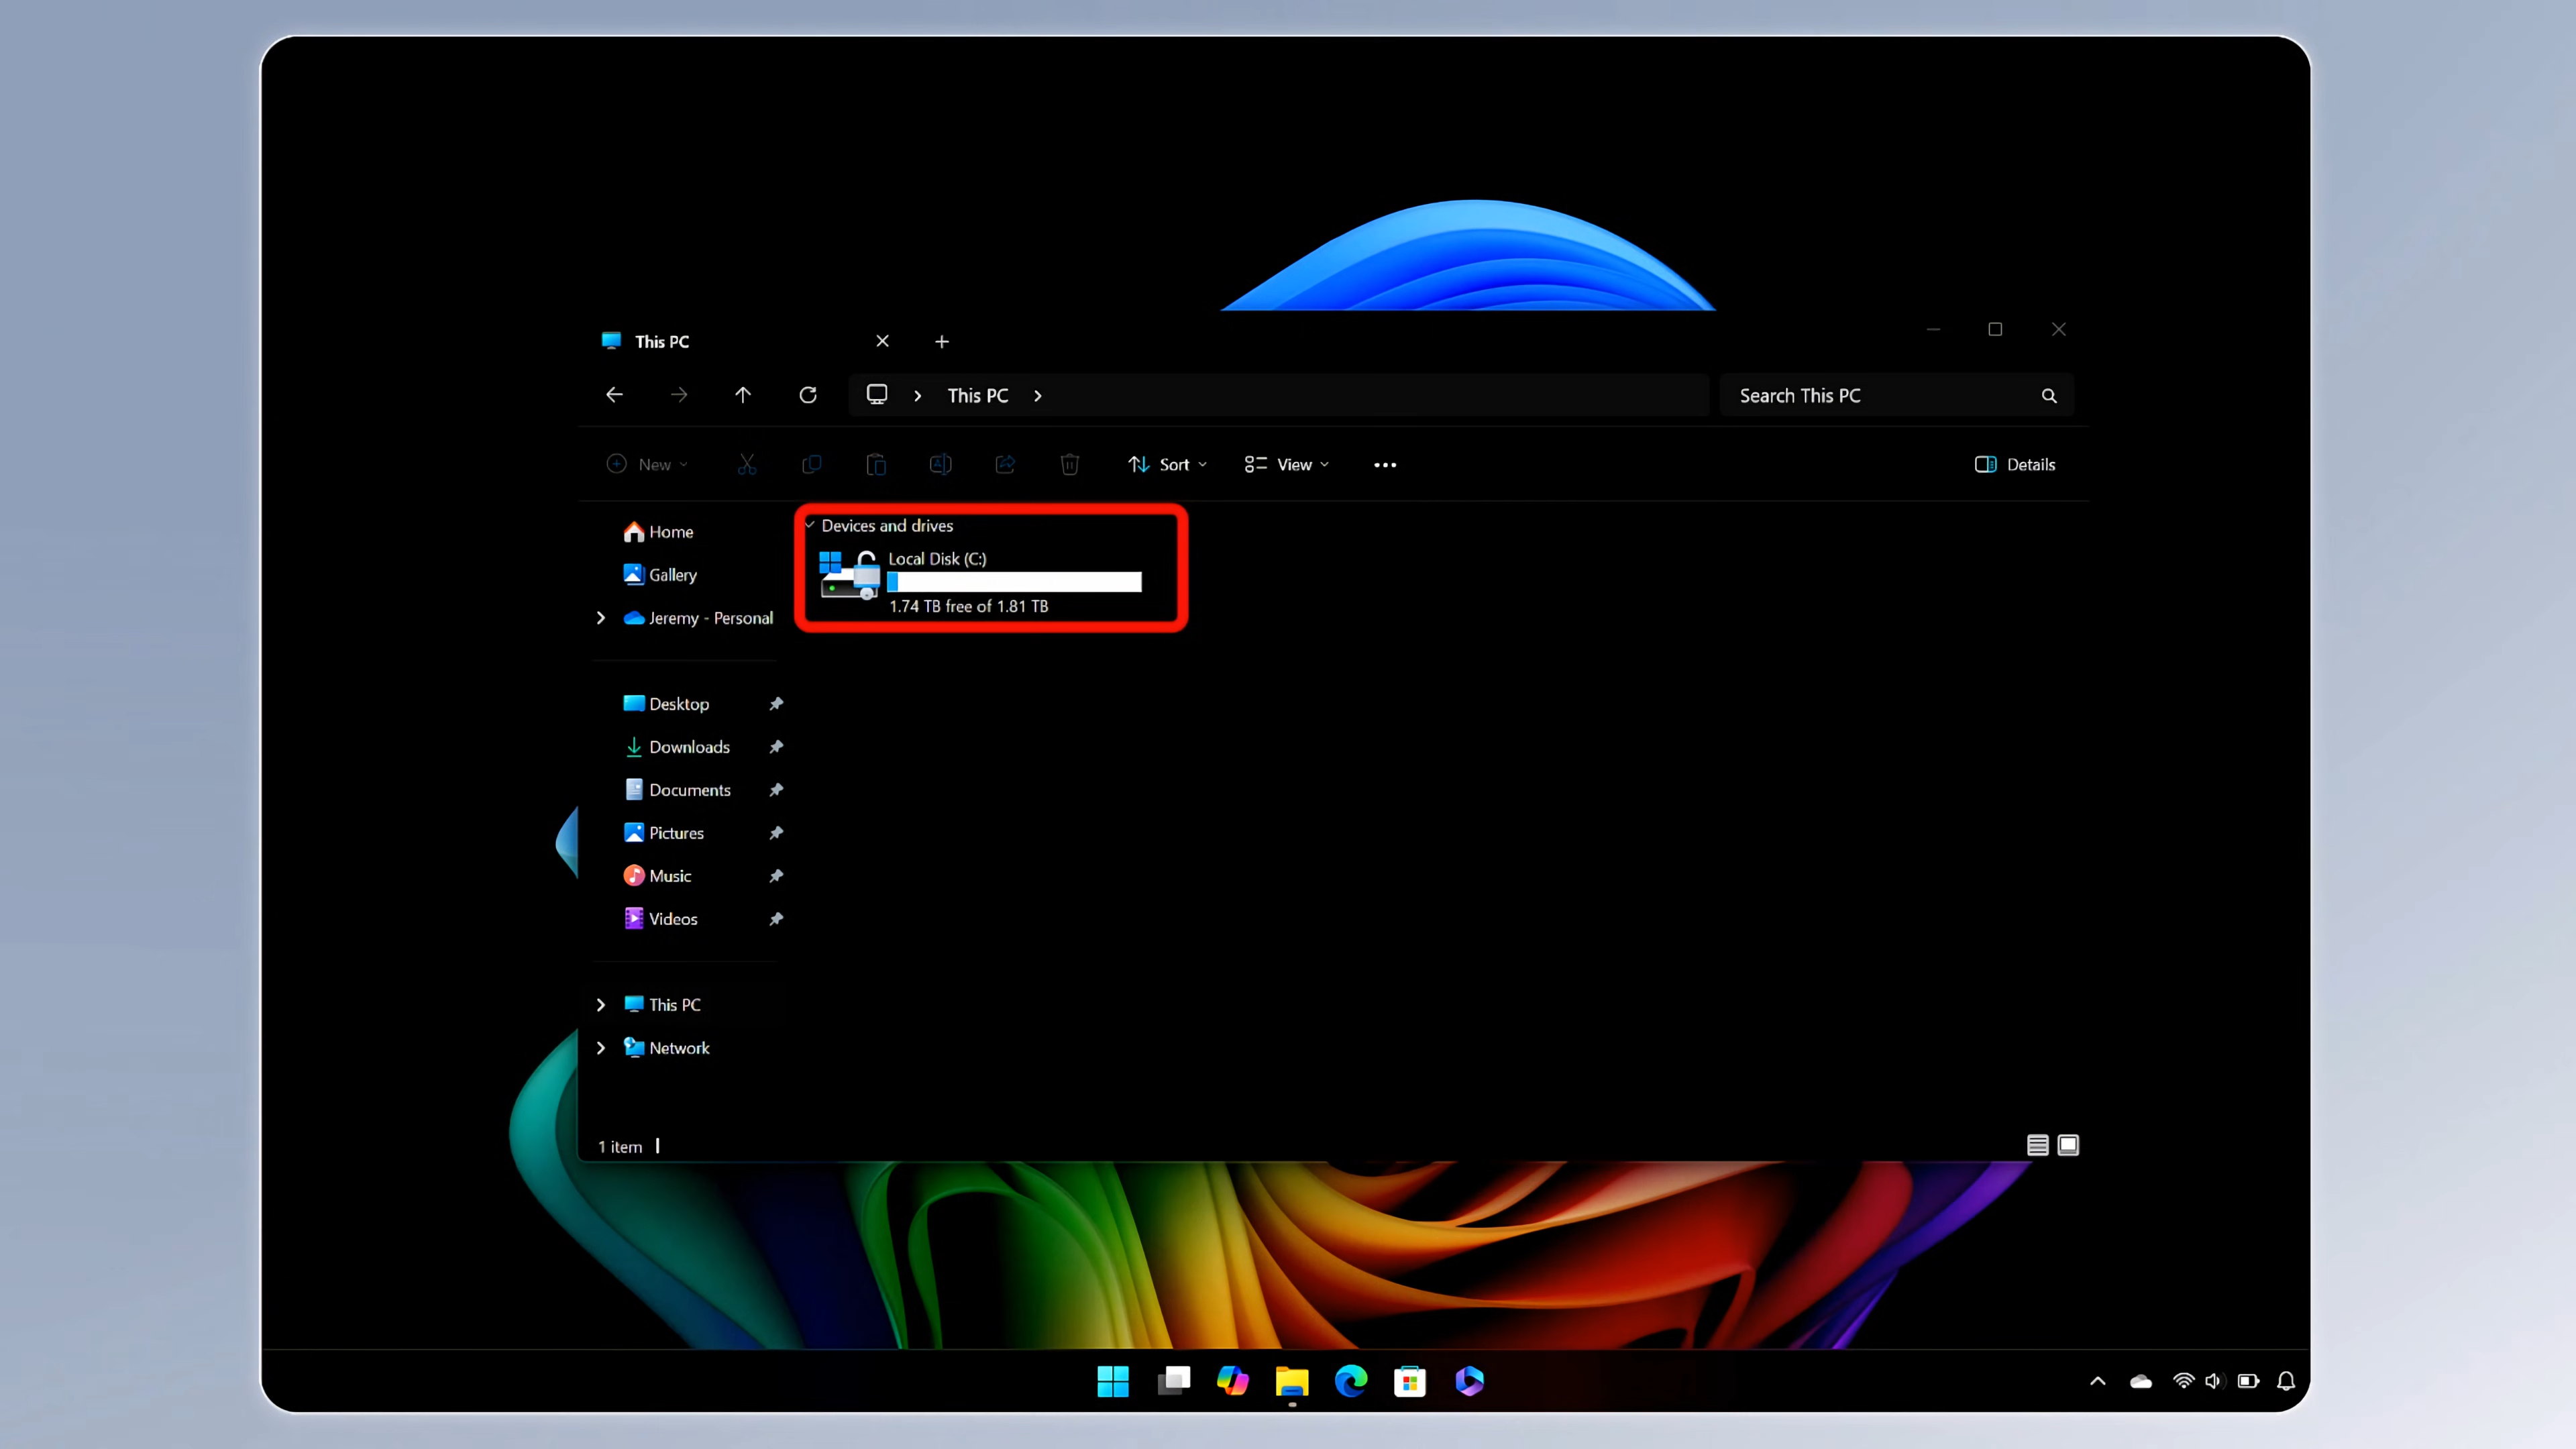 This PC
This PC
Search This PC
New
Sort
View
Details
Home
Gallery
Jeremy - Personal
Desktop
Downloads
Documents
Pictures
Music
Videos
This PC
Network
Devices and drives
Local Disk (C:)
1.74 TB free of 1.81 TB
1 item